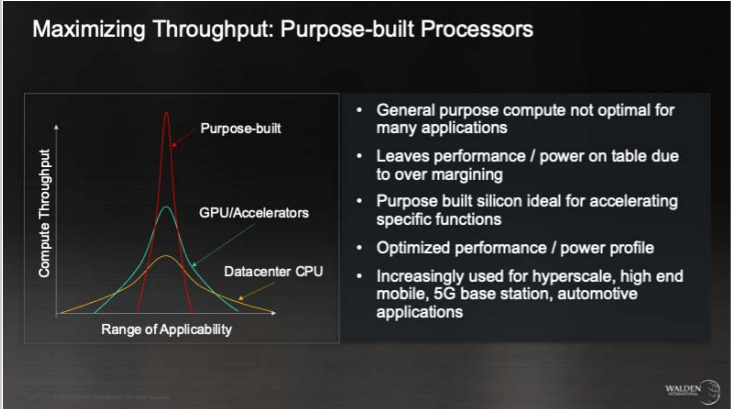 Maximizing Throughput: Purpose-built Processors
Compute Throughput
Purpose-built
GPU/Accelerators
Datacenter CPU
Range of Applicability
• General purpose compute not optimal for
many applications
• Leaves performance / power on table due
to over margining
• Purpose built silicon ideal for accelerating
specific functions
• Optimized performance / power profile
• Increasingly used for hyperscale, high end
mobile, 5G base station, automotive
applications
WALDEN
INTERNATIONAL